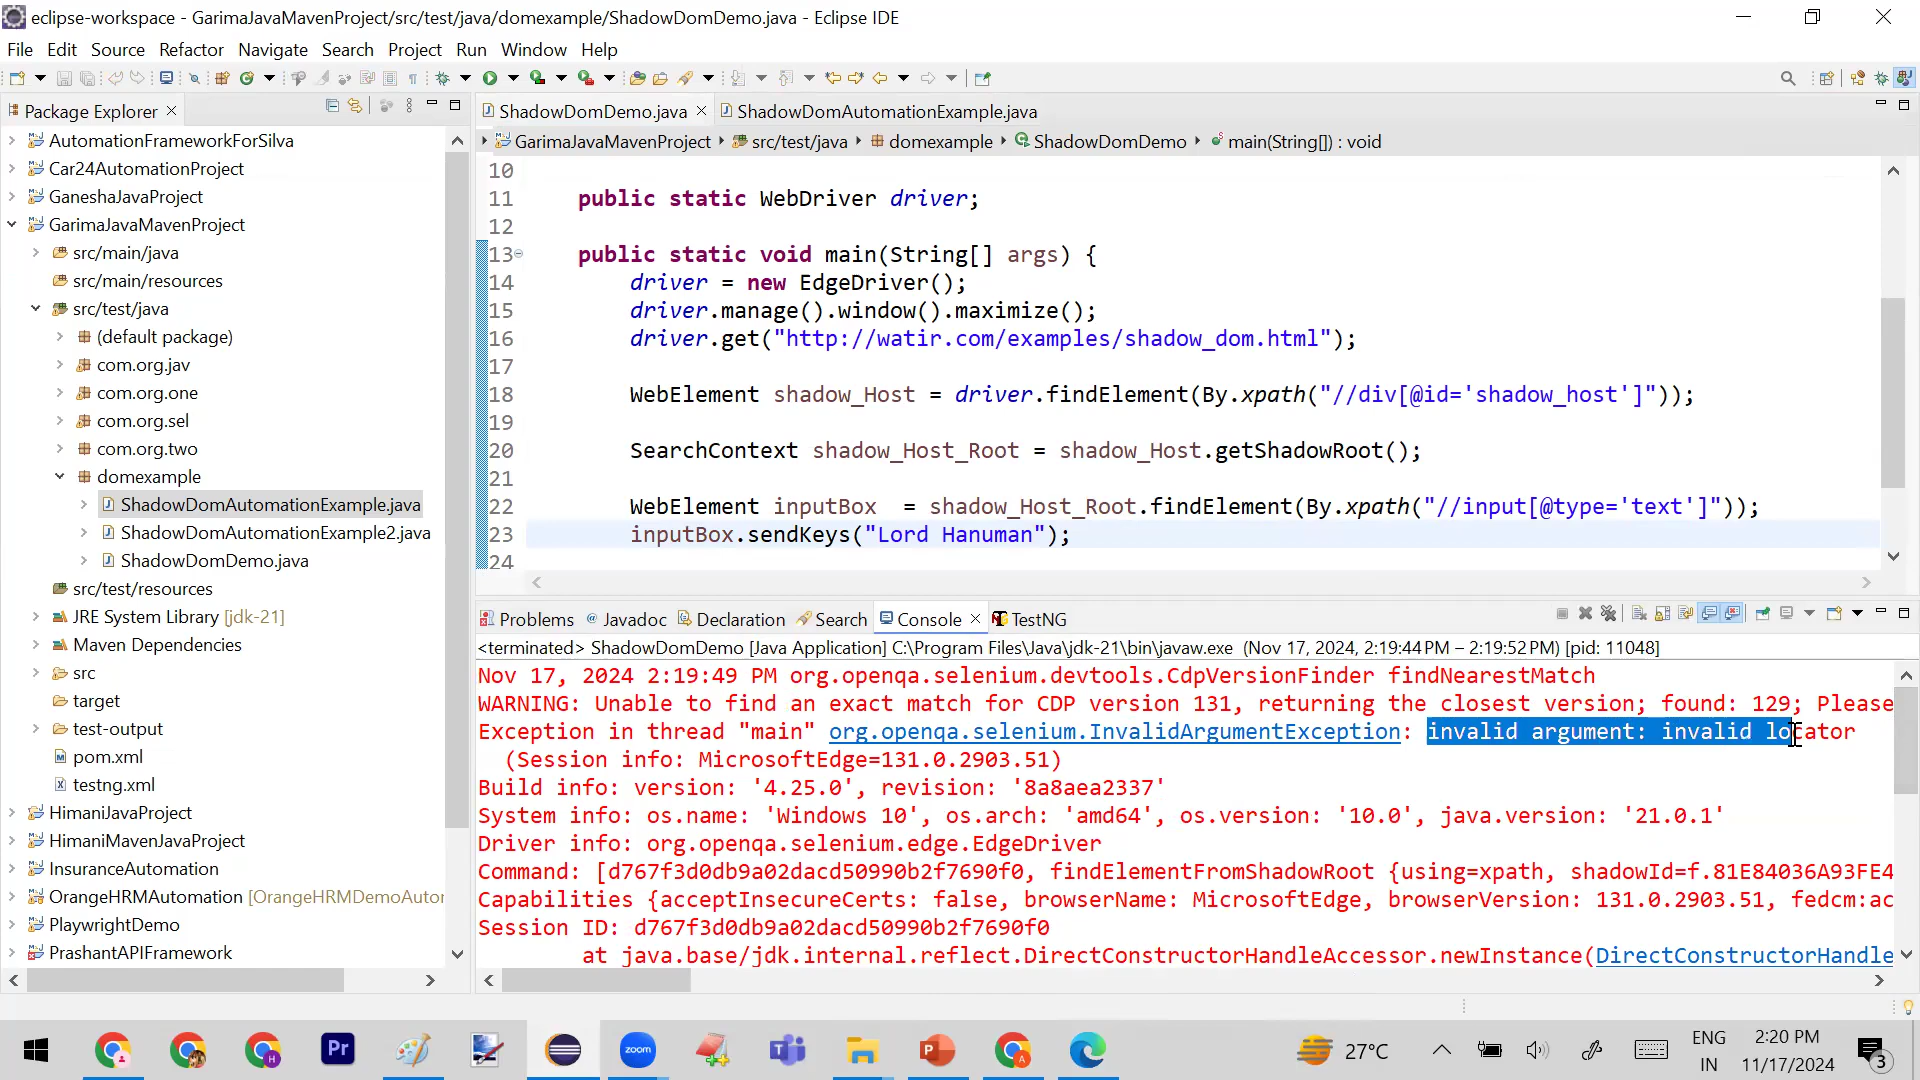 eclipse-workspace - GarimaJavaMavenProject/src/test/java/domexample/ShadowDomDemo.java - Eclipse IDE
File Edit Source Refactor Navigate Search Project Run Window Help
Package Explorer
AutomationFrameworkForSilva
Car24AutomationProject
GaneshaJavaProject
GarimaJavaMavenProject
src/main/java
src/main/resources
src/test/java
(default package)
com.org.jav
com.org.one
com.org.sel
com.org.two
domexample
ShadowDomAutomationExample.java
ShadowDomAutomationExample2.java
ShadowDomDemo.java
src/test/resources
JRE System Library [jdk-21]
Maven Dependencies
src
target
test-output
pom.xml
testng.xml
HimaniJavaProject
HimaniMavenJavaProject
InsuranceAutomation
OrangeHRMAutomation [OrangeHRMDemoAutor
PlaywrightDemo
PrashantAPIFramework
ShadowDomDemo.java ShadowDomAutomationExample.java
GarimaJavaMavenProject src/test/java domexample ShadowDomDemo main(String[]) : void
10
11 public static WebDriver driver;
12
13 public static void main(String[] args) {
14 driver = new EdgeDriver();
15 driver.manage().window().maximize();
16 driver.get("http://watir.com/examples/shadow_dom.html");
17
18 WebElement shadow_Host = driver.findElement(By.xpath("//div[@id='shadow_host']"));
19
20 SearchContext shadow_Host_Root = shadow_Host.getShadowRoot();
21
22 WebElement inputBox = shadow_Host_Root.findElement(By.xpath("//input[@type='text']"));
23 inputBox.sendKeys("Lord Hanuman");
24
Problems Javadoc Declaration Search Console TestNG
<terminated> ShadowDomDemo [Java Application] C:\Program Files\Java\jdk-21\bin\javaw.exe (Nov 17, 2024, 2:19:44 PM – 2:19:52 PM) [pid: 11048]
Nov 17, 2024 2:19:49 PM org.openqa.selenium.devtools.CdpVersionFinder findNearestMatch
WARNING: Unable to find an exact match for CDP version 131, returning the closest version; found: 129; Please
Exception in thread "main" org.openqa.selenium.InvalidArgumentException: invalid argument: invalid locator
(Session info: MicrosoftEdge=131.0.2903.51)
Build info: version: '4.25.0', revision: '8a8aea2337'
System info: os.name: 'Windows 10', os.arch: 'amd64', os.version: '10.0', java.version: '21.0.1'
Driver info: org.openqa.selenium.edge.EdgeDriver
Command: [d767f3d0db9a02dacd50990b2f7690f0, findElementFromShadowRoot {using=xpath, shadowId=f.81E84036A93FE4
Capabilities {acceptInsecureCerts: false, browserName: MicrosoftEdge, browserVersion: 131.0.2903.51, fedcm:ac
Session ID: d767f3d0db9a02dacd50990b2f7690f0
at java.base/jdk.internal.reflect.DirectConstructorHandleAccessor.newInstance(DirectConstructorHandle
Pr
zoom
27°C
ENG
IN
2:20 PM
11/17/2024
3